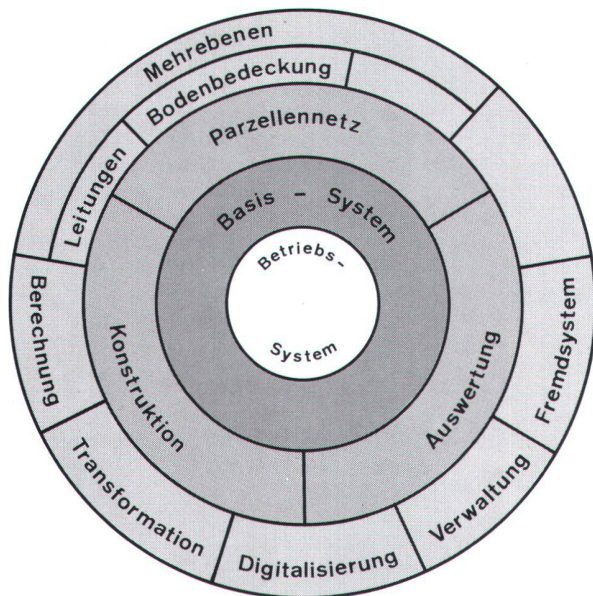 Mehrebenen
Bodenbedeckung
Leitungen
Parzellennetz
Basis - System
Betriebs-
System
Konstruktion
Auswertung
Berechnung
Transformation
Digitalisierung
Verwaltung
Fremdsystem